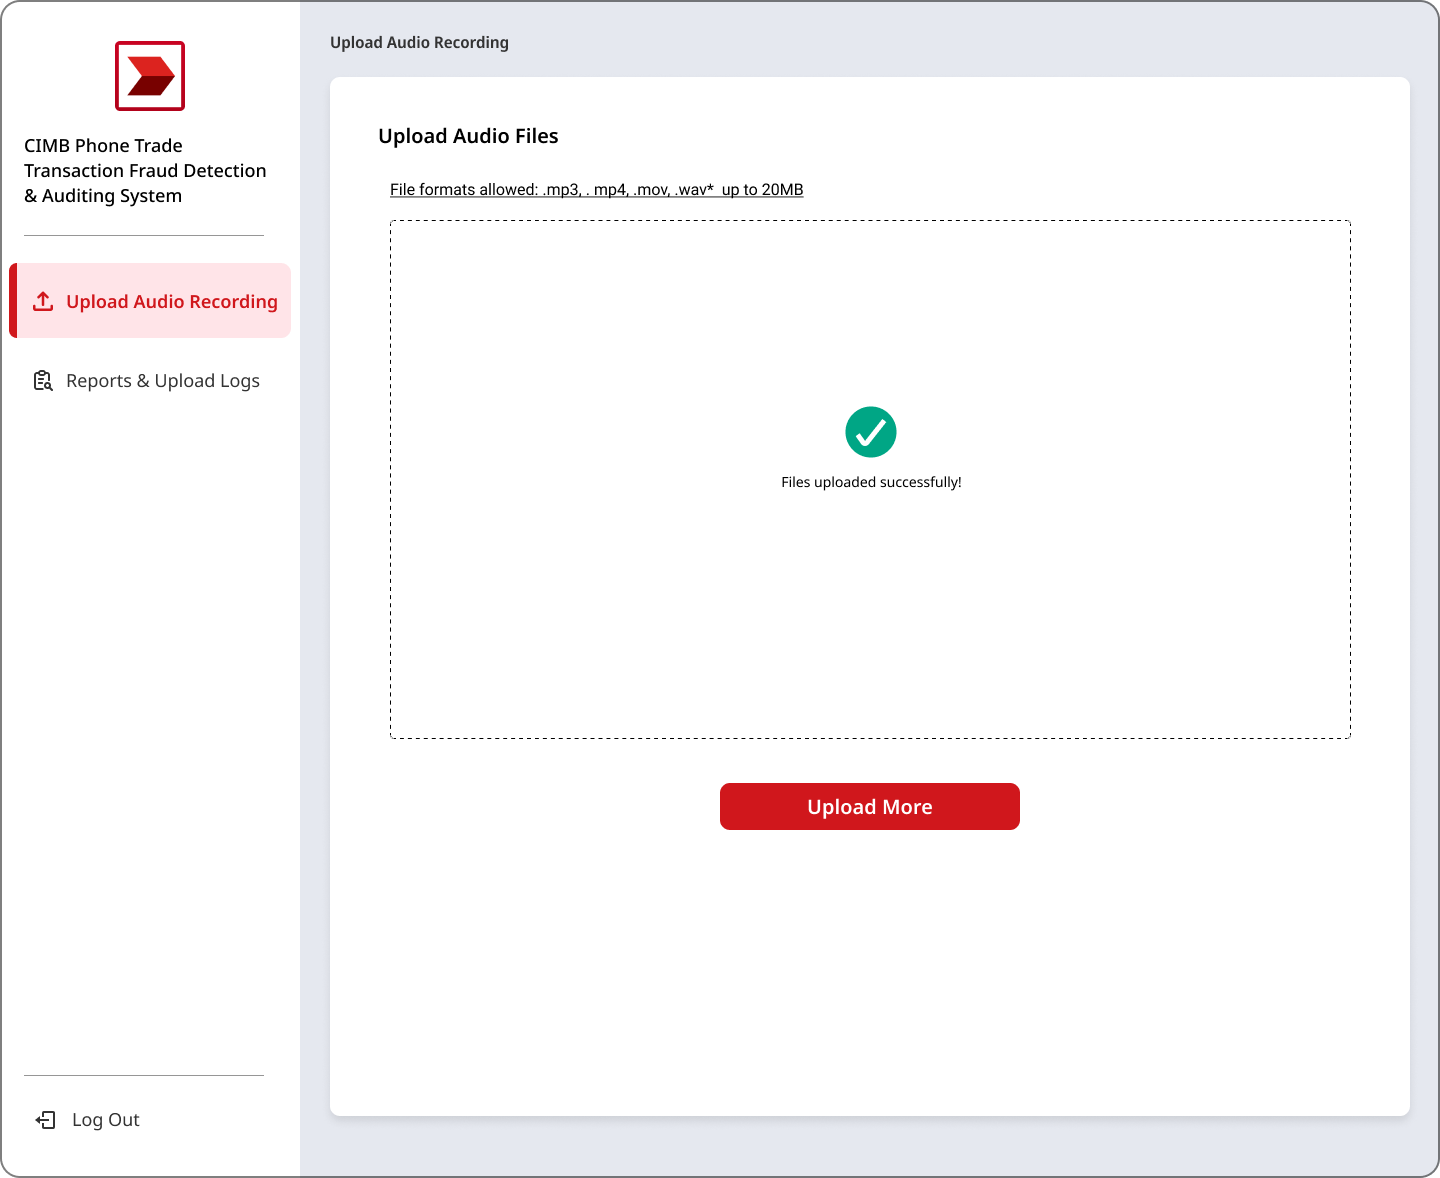 CIMB Phone Trade
Transaction Fraud Detection
& Auditing System
Upload Audio Recording
Reports & Upload Logs
Log Out
Upload Audio Recording
Upload Audio Files
File formats allowed: .mp3, . mp4, .mov, .wav*  up to 20MB
Files uploaded successfully!
Upload More